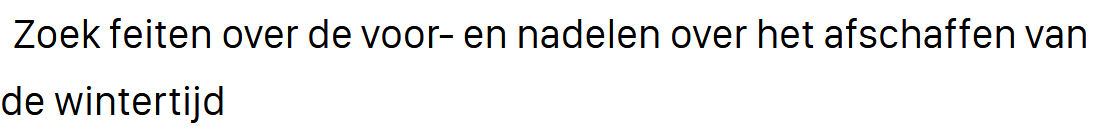 Zoek feiten over de voor- en nadelen over het afschaffen van
de wintertijd